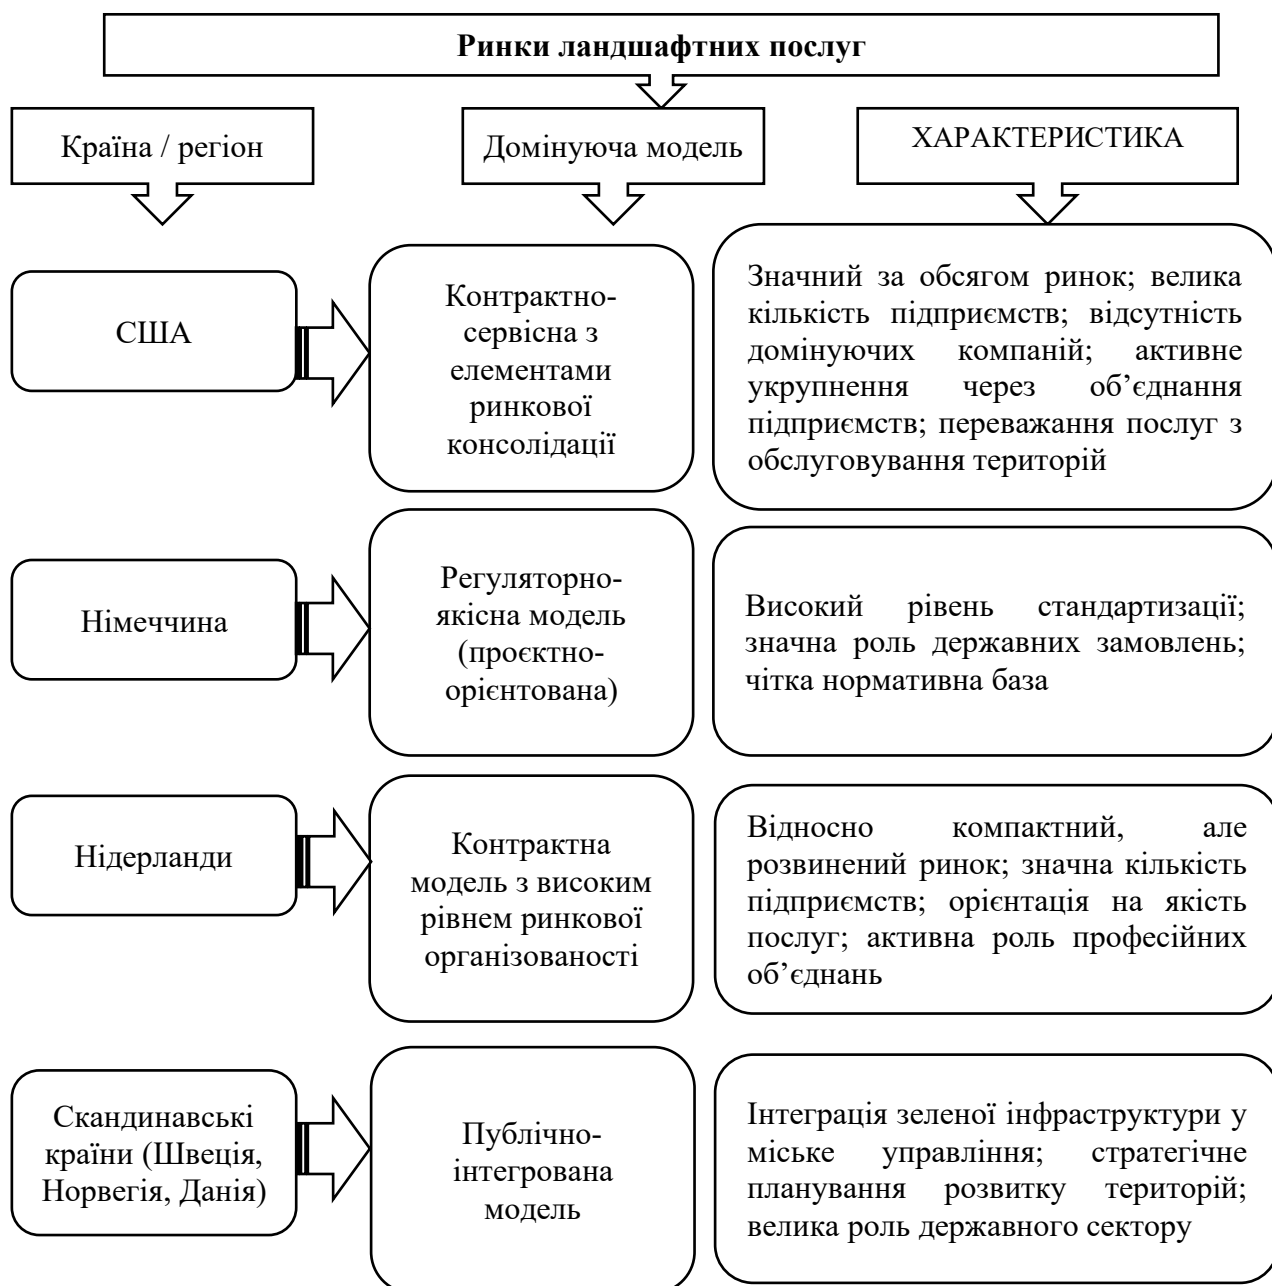 Ринки ландшафтних послуг
Країна / регіон
Домінуюча модель
ХАРАКТЕРИСТИКА
США
Контрактно-
сервісна з
елементами
ринкової
консолідації
Значний за обсягом ринок; велика
кількість підприємств; відсутність
домінуючих компаній; активне
укрупнення через об’єднання
підприємств; переважання послуг з
обслуговування територій
Німеччина
Регуляторно-
якісна модель
(проєктно-
орієнтована)
Високий рівень стандартизації;
значна роль державних замовлень;
чітка нормативна база
Нідерланди
Контрактна
модель з високим
рівнем ринкової
організованості
Відносно компактний, але
розвинений ринок; значна кількість
підприємств; орієнтація на якість
послуг; активна роль професійних
об’єднань
Скандинавські
країни (Швеція,
Норвегія, Данія)
Публічно-
інтегрована
модель
Інтеграція зеленої інфраструктури у
міське управління; стратегічне
планування розвитку територій;
велика роль державного сектору